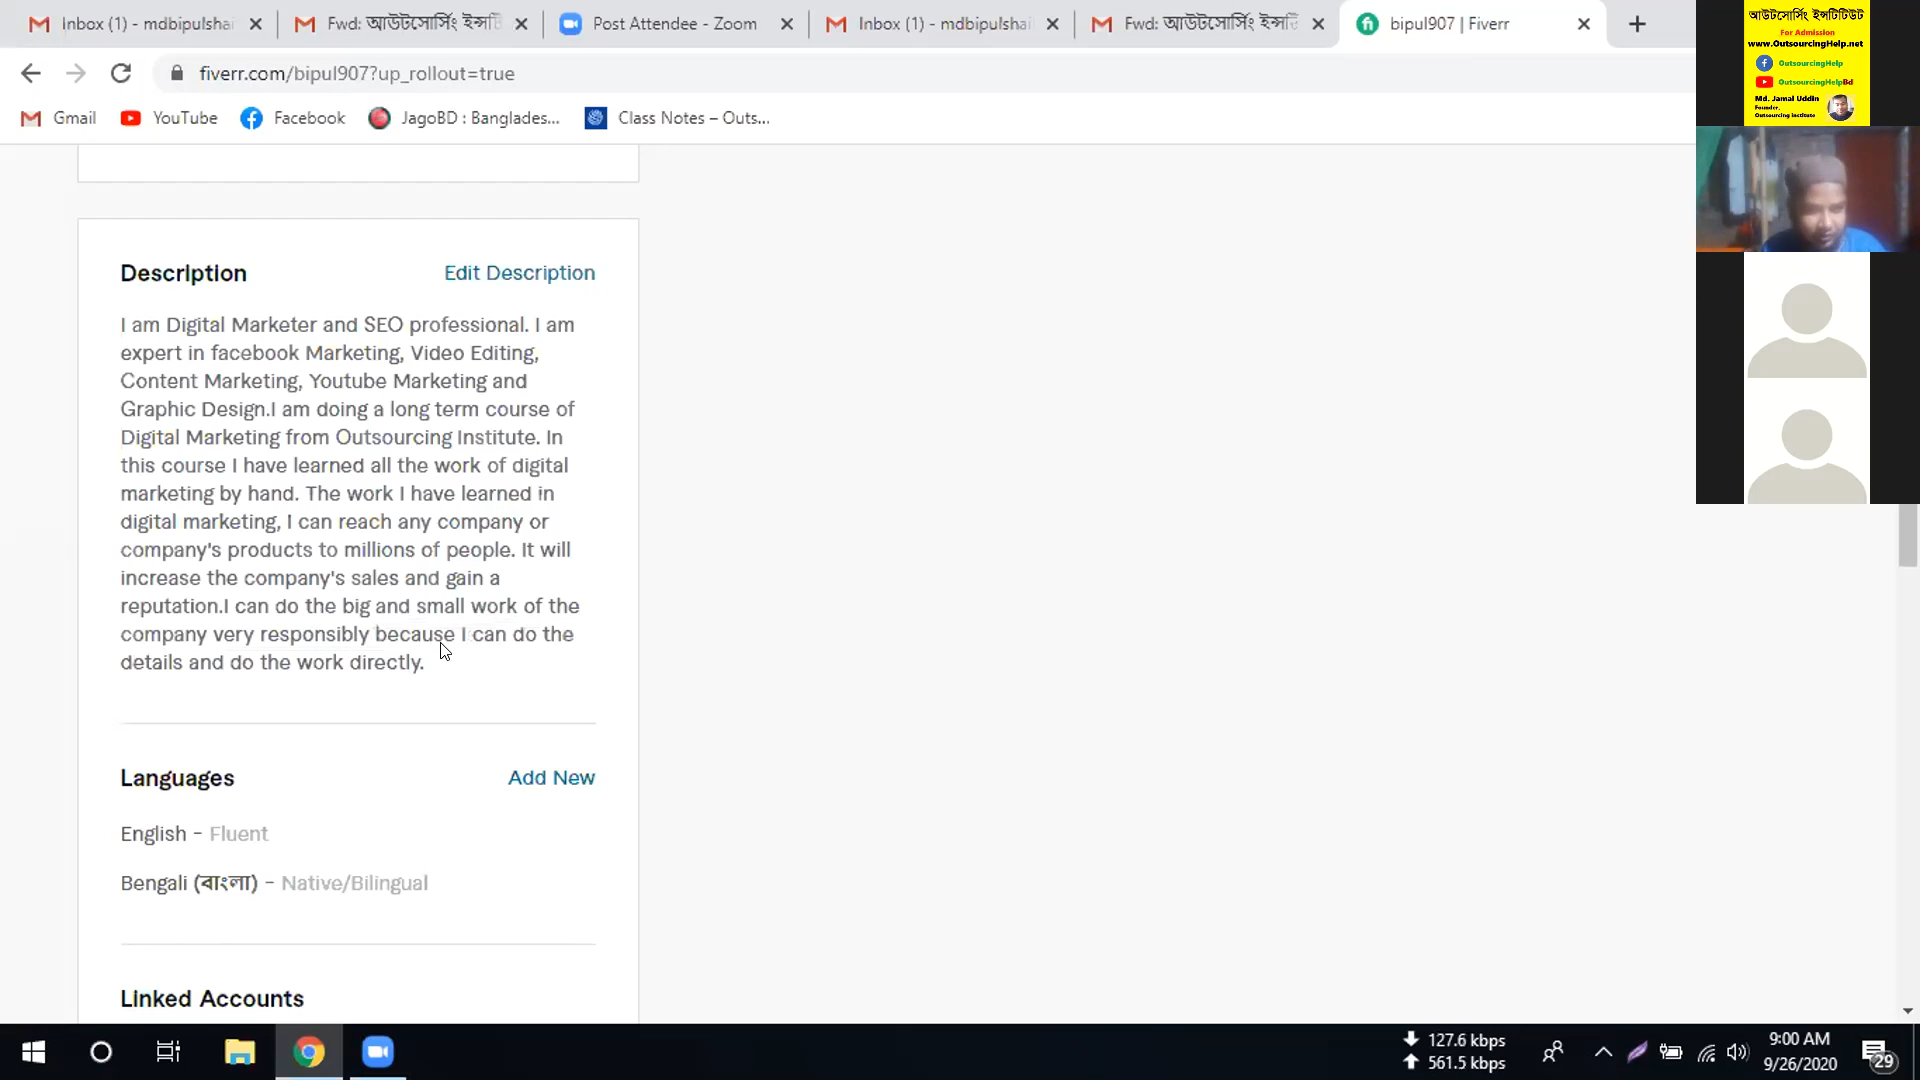 Inbox (1) - mdbipulshai
Fwd: আউটসোর্সিং ইন্সটি
Post Attendee - Zoom
Inbox (1) - mdbipulshai
Fwd: আউটসোর্সিং ইন্সটি
bipul907 | Fiverr
fiverr.com/bipul907?up_rollout=true
Gmail
YouTube
Facebook
JagoBD : Banglades...
Class Notes – Outs...
আউটসোর্সিং ইন্সটিটিউট
For Admission
www.OutsourcingHelp.net
OutsourcingHelp
OutsourcingHelpBd
Md. Jamal Uddin
Founder,
Outsourcing Institute
Description
Edit Description
I am Digital Marketer and SEO professional. I am
expert in facebook Marketing, Video Editing,
Content Marketing, Youtube Marketing and
Graphic Design.I am doing a long term course of
Digital Marketing from Outsourcing Institute. In
this course I have learned all the work of digital
marketing by hand. The work I have learned in
digital marketing, I can reach any company or
company's products to millions of people. It will
increase the company's sales and gain a
reputation.I can do the big and small work of the
company very responsibly because I can do the
details and do the work directly.
Languages
Add New
English - Fluent
Bengali (বাংলা) - Native/Bilingual
Linked Accounts
127.6 kbps
561.5 kbps
9:00 AM
9/26/2020
29